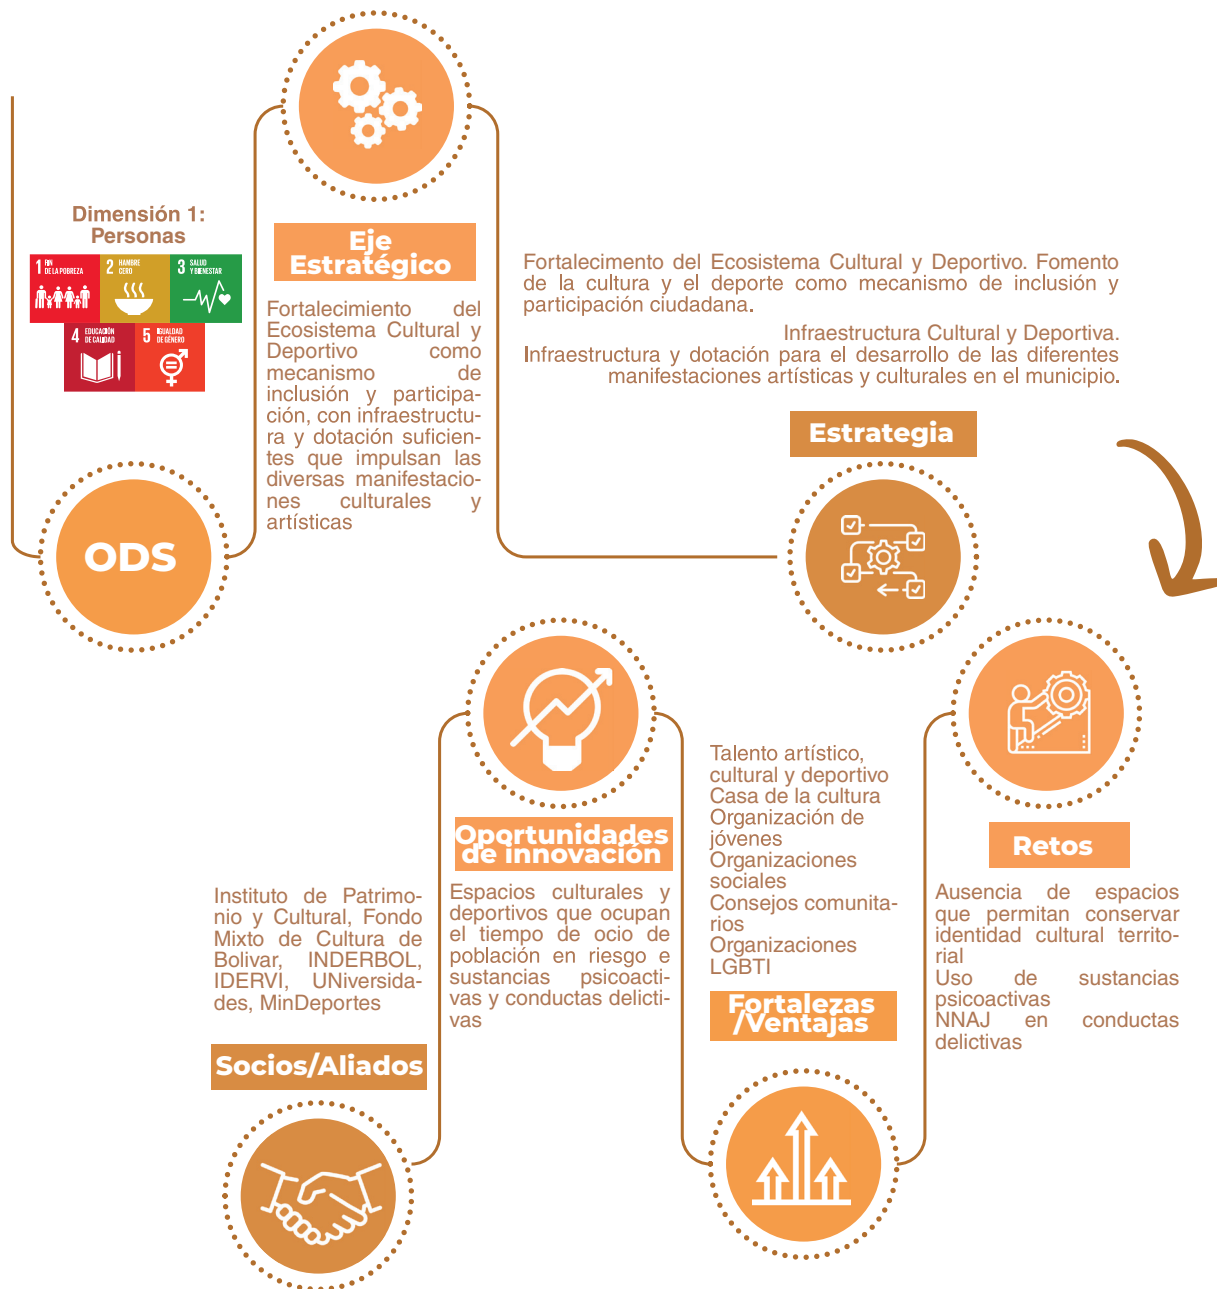 Dimensión 1:
Personas
1 FIN
DE LA POBREZA
2 HAMBRE
CERO
3 SALUD
Y BIENESTAR
4 EDUCACIÓN
DE CALIDAD
5 IGUALDAD
DE GÉNERO
ODS
Eje
Estratégico
Fortalecimiento del
Ecosistema Cultural y
Deportivo como
mecanismo de
inclusión y participa-
ción, con infraestructu-
ra y dotación suficien-
tes que impulsan las
diversas manifestacio-
nes culturales y
artísticas
Fortalecimento del Ecosistema Cultural y Deportivo. Fomento
de la cultura y el deporte como mecanismo de inclusión y
participación ciudadana.
Infraestructura Cultural y Deportiva.
Infraestructura y dotación para el desarrollo de las diferentes
manifestaciones artísticas y culturales en el municipio.
Estrategia
Retos
Ausencia de espacios
que permitan conservar
identidad cultural territo-
rial
Uso de sustancias
psicoactivas
NNAJ en conductas
delictivas
Talento artístico,
cultural y deportivo
Casa de la cultura
Organización de
jóvenes
Organizaciones
sociales
Consejos comunita-
rios
Organizaciones
LGBTI
Fortalezas
/Ventajas
Oportunidades
de innovación
Espacios culturales y
deportivos que ocupan
el tiempo de ocio de
población en riesgo e
sustancias psicoacti-
vas y conductas delicti-
vas
Instituto de Patrimo-
nio y Cultural, Fondo
Mixto de Cultura de
Bolivar, INDERBOL,
IDERVI, UNiversida-
des, MinDeportes
Socios/Aliados